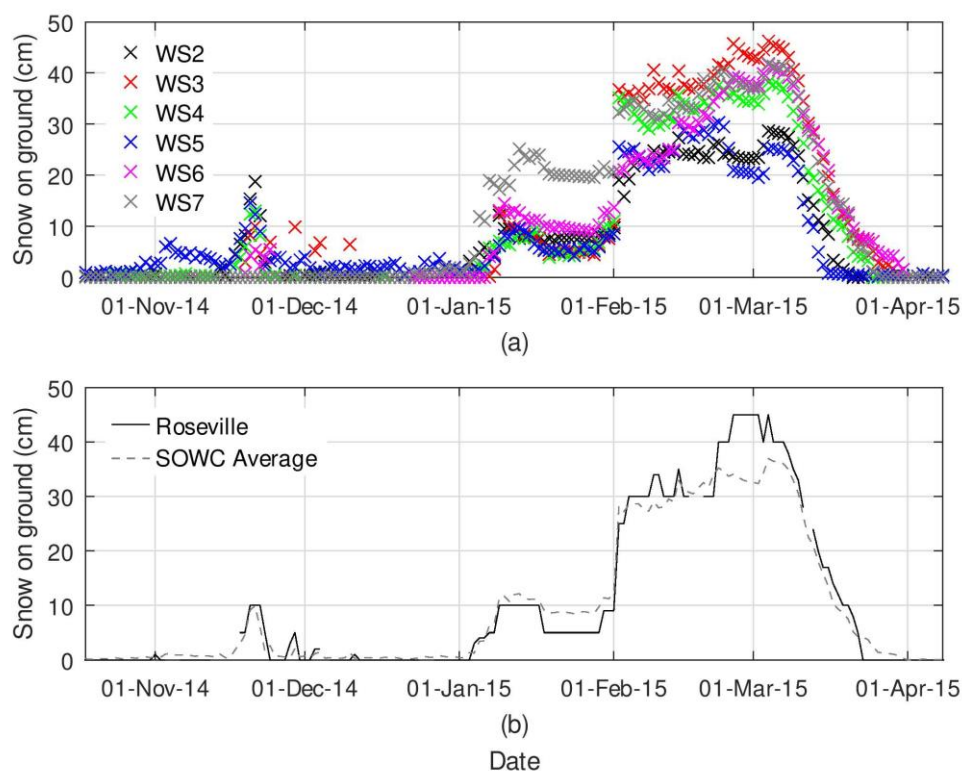 50
40
30
20
10
0
Snow on ground (cm)
WS2
WS3
WS4
WS5
WS6
WS7
01-Nov-14 01-Dec-14 01-Jan-15 01-Feb-15 01-Mar-15 01-Apr-15
(a)
50
40
30
20
10
0
Snow on ground (cm)
Roseville
SOWC Average
01-Nov-14 01-Dec-14 01-Jan-15 01-Feb-15 01-Mar-15 01-Apr-15
(b)
Date